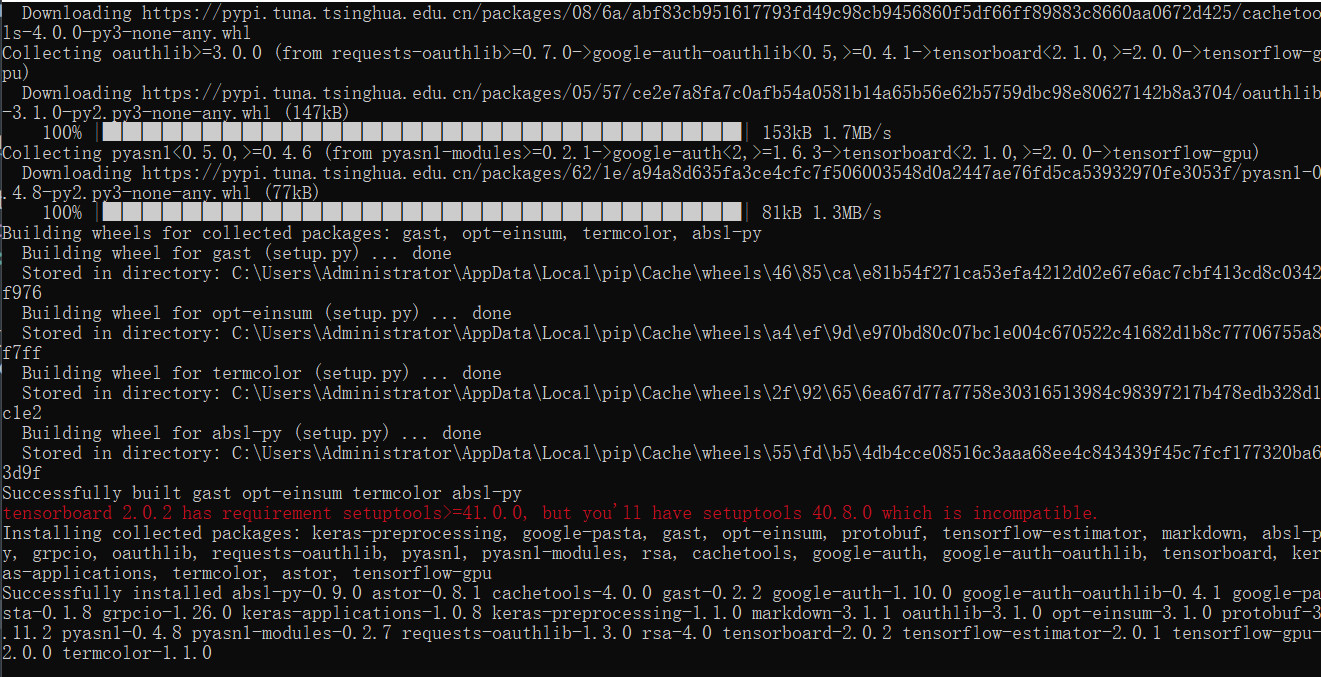 Downloading https://pypi.tuna.tsinghua.edu.cn/packages/08/6a/abf83cb951617793fd49c98cb9456860f5df66ff89883c8660aa0672d425/cachetoo
ls-4.0.0-py3-none-any.whl
Collecting oauthlib>=3.0.0 (from requests-oauthlib>=0.7.0->google-auth-oauthlib<0.5,>=0.4.1->tensorboard<2.1.0,>=2.0.0->tensorflow-g
pu)
  Downloading https://pypi.tuna.tsinghua.edu.cn/packages/05/57/ce2e7a8fa7c0afb54a0581b14a65b56e62b5759dbc98e80627142b8a3704/oauthlib
-3.1.0-py2.py3-none-any.whl (147kB)
    100% | | 153kB 1.7MB/s
Collecting pyasn1<0.5.0,>=0.4.6 (from pyasn1-modules>=0.2.1->google-auth<2,>=1.6.3->tensorboard<2.1.0,>=2.0.0->tensorflow-gpu)
  Downloading https://pypi.tuna.tsinghua.edu.cn/packages/62/1e/a94a8d635fa3ce4cfc7f506003548d0a2447ae76fd5ca53932970fe3053f/pyasn1-0
.4.8-py2.py3-none-any.whl (77kB)
    100% | | 81kB 1.3MB/s
Building wheels for collected packages: gast, opt-einsum, termcolor, absl-py
  Building wheel for gast (setup.py) ... done
  Stored in directory: C:\Users\Administrator\AppData\Local\pip\Cache\wheels\46\85\ca\e81b54f271ca53efa4212d02e67e6ac7cbf413cd8c0342
f976
  Building wheel for opt-einsum (setup.py) ... done
  Stored in directory: C:\Users\Administrator\AppData\Local\pip\Cache\wheels\a4\ef\9d\e970bd80c07bc1e004c670522c41682d1b8c77706755a8
f7ff
  Building wheel for termcolor (setup.py) ... done
  Stored in directory: C:\Users\Administrator\AppData\Local\pip\Cache\wheels\2f\92\65\6ea67d77a7758e30316513984c98397217b478edb328d1
c1e2
  Building wheel for absl-py (setup.py) ... done
  Stored in directory: C:\Users\Administrator\AppData\Local\pip\Cache\wheels\55\fd\b5\4db4cce08516c3aaa68ee4c843439f45c7fcf177320ba6
3d9f
Successfully built gast opt-einsum termcolor absl-py
tensorboard 2.0.2 has requirement setuptools>=41.0.0, but you'll have setuptools 40.8.0 which is incompatible.
Installing collected packages: keras-preprocessing, google-pasta, gast, opt-einsum, protobuf, tensorflow-estimator, markdown, absl-p
y, grpcio, oauthlib, requests-oauthlib, pyasn1, pyasn1-modules, rsa, cachetools, google-auth, google-auth-oauthlib, tensorboard, ker
as-applications, termcolor, astor, tensorflow-gpu
Successfully installed absl-py-0.9.0 astor-0.8.1 cachetools-4.0.0 gast-0.2.2 google-auth-1.10.0 google-auth-oauthlib-0.4.1 google-pa
sta-0.1.8 grpcio-1.26.0 keras-applications-1.0.8 keras-preprocessing-1.1.0 markdown-3.1.1 oauthlib-3.1.0 opt-einsum-3.1.0 protobuf-3
.11.2 pyasn1-0.4.8 pyasn1-modules-0.2.7 requests-oauthlib-1.3.0 rsa-4.0 tensorboard-2.0.2 tensorflow-estimator-2.0.1 tensorflow-gpu-
2.0.0 termcolor-1.1.0